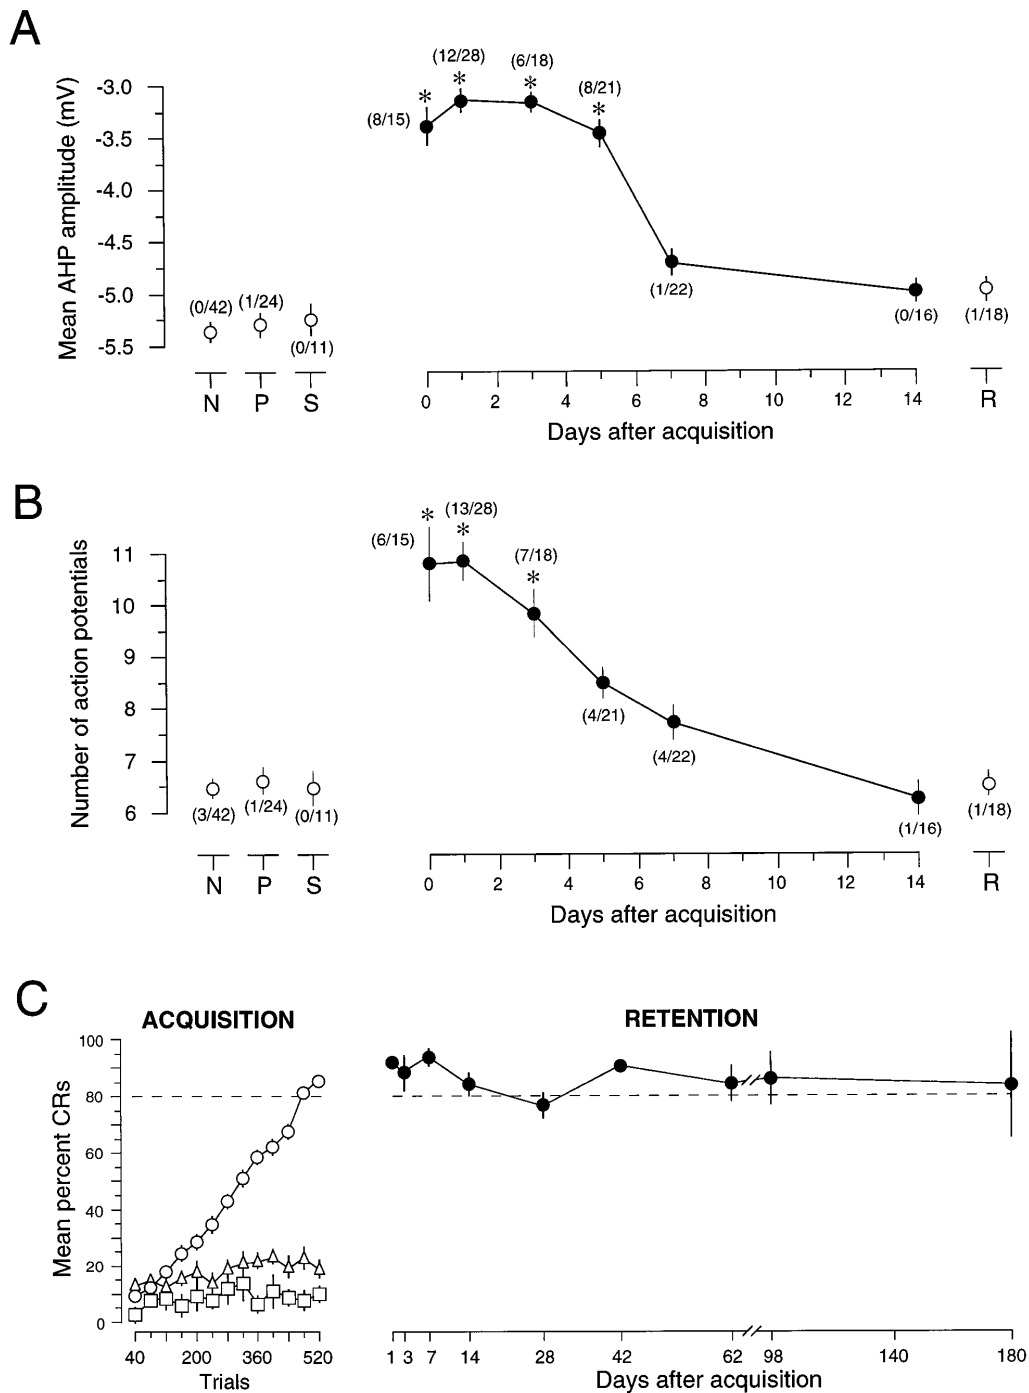 A
Mean AHP amplitude (mV)
-3.0
-3.5
-4.0
-4.5
-5.0
-5.5
(0/42)
(1/24)
(0/11)
(8/15)
(12/28)
(6/18)
(8/21)
(1/22)
(0/16)
(1/18)
*
*
*
*
N P S
0 2 4 6 8 10 12 14
R
Days after acquisition
B
Number of action potentials
11
10
9
8
7
6
(3/42)
(1/24)
(0/11)
(6/15)
(13/28)
(7/18)
(4/21)
(4/22)
(1/16)
(1/18)
*
*
*
N P S
0 2 4 6 8 10 12 14
R
Days after acquisition
C
ACQUISITION
RETENTION
Mean percent CRs
100
80
60
40
20
0
40 200 360 520
Trials
1 3 7 14 28 42 62 98 140 180
Days after acquisition